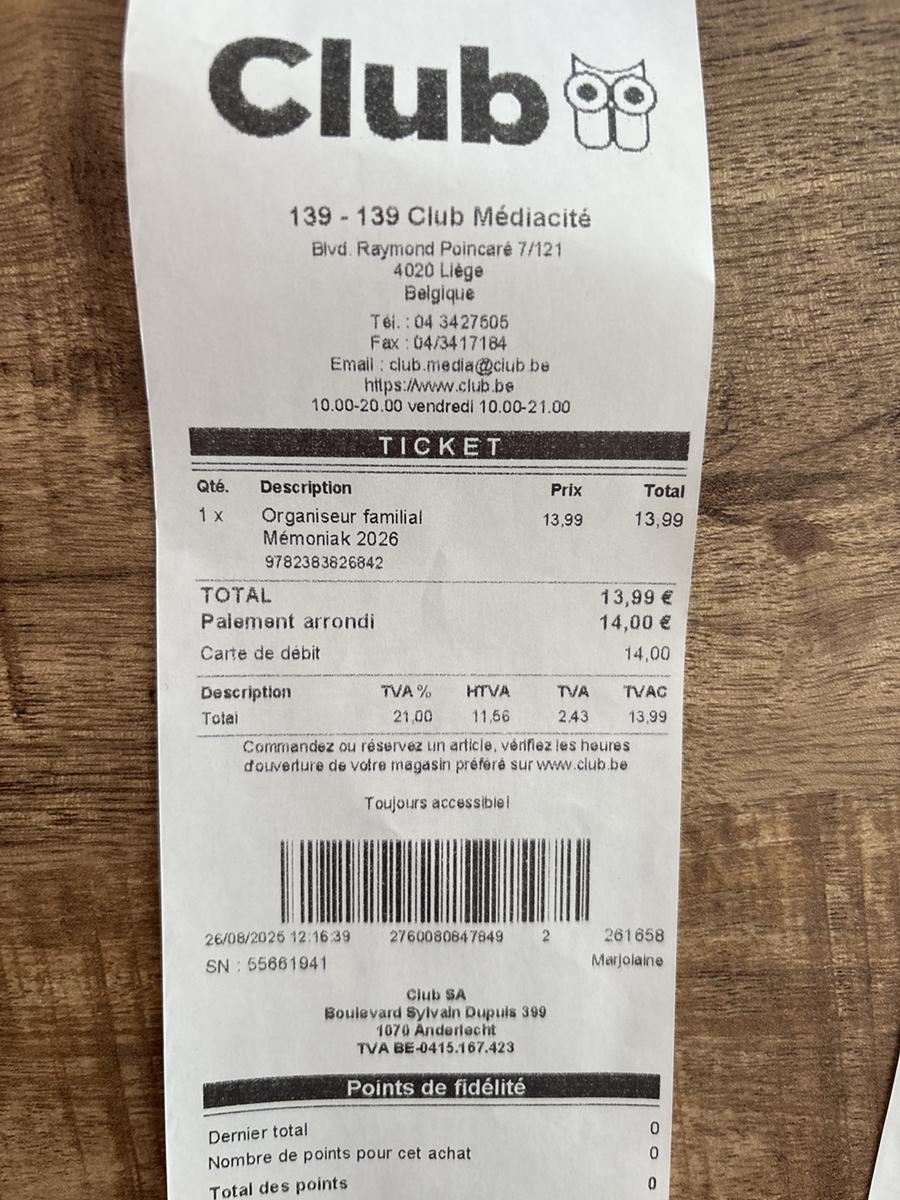 Club
139 - 139 Club Médiacité
Blvd. Raymond Poincaré 7/121
4020 Liège
Belgique
Tél. : 04 3427505
Fax : 04/3417184
Email : club.media@club.be
https://www.club.be
10.00-20.00 vendredi 10.00-21.00
TICKET
Qté. Description Prix Total
1 x Organiseur familial 13,99 13,99
Mémoniak 2026
9782383826842
TOTAL 13,99 €
Paiement arrondi 14,00 €
Carte de débit 14,00
Description TVA % HTVA TVA TVAC
Total 21,00 11,56 2,43 13,99
Commandez ou réservez un article, vérifiez les heures
d'ouverture de votre magasin préféré sur www.club.be
Toujours accessible!
26/08/2025 12:16:39 2760080847849 2 261658
SN : 55661941 Marjolaine
Club SA
Boulevard Sylvain Dupuis 399
1070 Anderlecht
TVA BE-0415.167.423
Points de fidélité
Dernier total 0
Nombre de points pour cet achat 0
Total des points 0